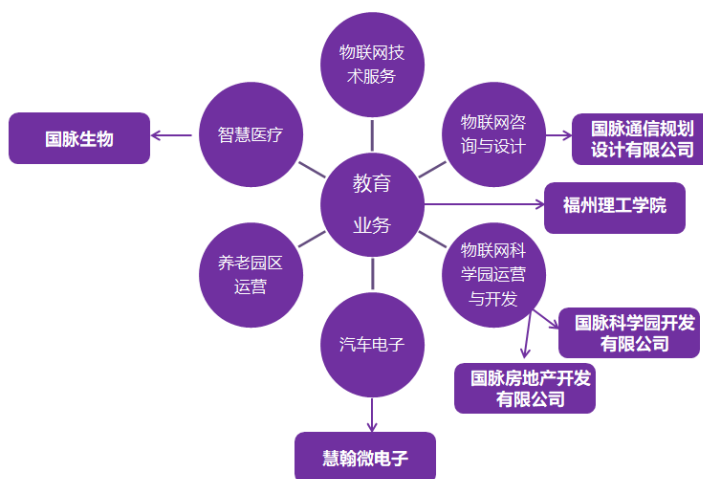 物联网技
术服务
智慧医疗
物联网咨
询与设计
国脉生物
国脉通信规划
设计有限公司
教育
业务
福州理工学院
养老园区
运营
物联网科
学园运营
与开发
汽车电子
国脉科学园开发
有限公司
国脉房地产开发
有限公司
慧翰微电子